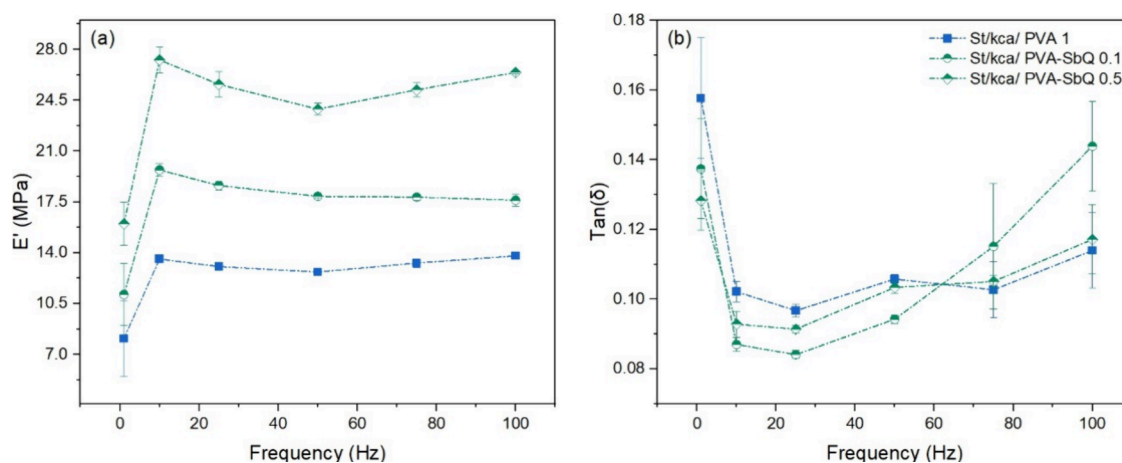 (a)
28.0
24.5
21.0
17.5
14.0
10.5
7.0
E' (MPa)
0 20 40 60 80 100
Frequency (Hz)
(b)
St/kca/ PVA 1
St/kca/ PVA-SbQ 0.1
St/kca/ PVA-SbQ 0.5
0.18
0.16
0.14
0.12
0.10
0.08
Tan(δ)
0 20 40 60 80 100
Frequency (Hz)